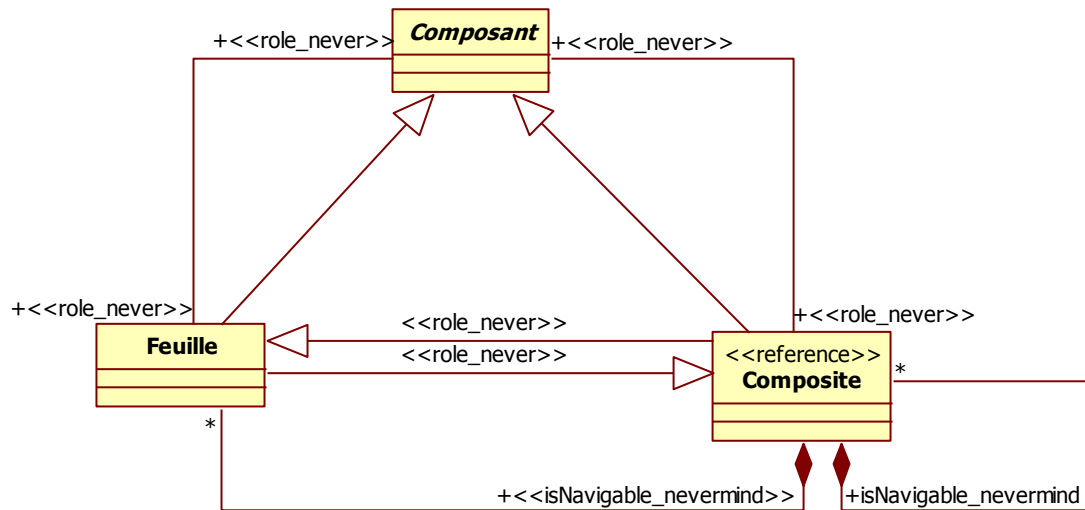 Composant
+<<role_never>>
+<<role_never>>
+<<role_never>>
+<<role_never>>
Feuille
<<role_never>>
<<role_never>>
<<reference>>
Composite
*
*
+<<isNavigable_nevermind>>
+isNavigable_nevermind